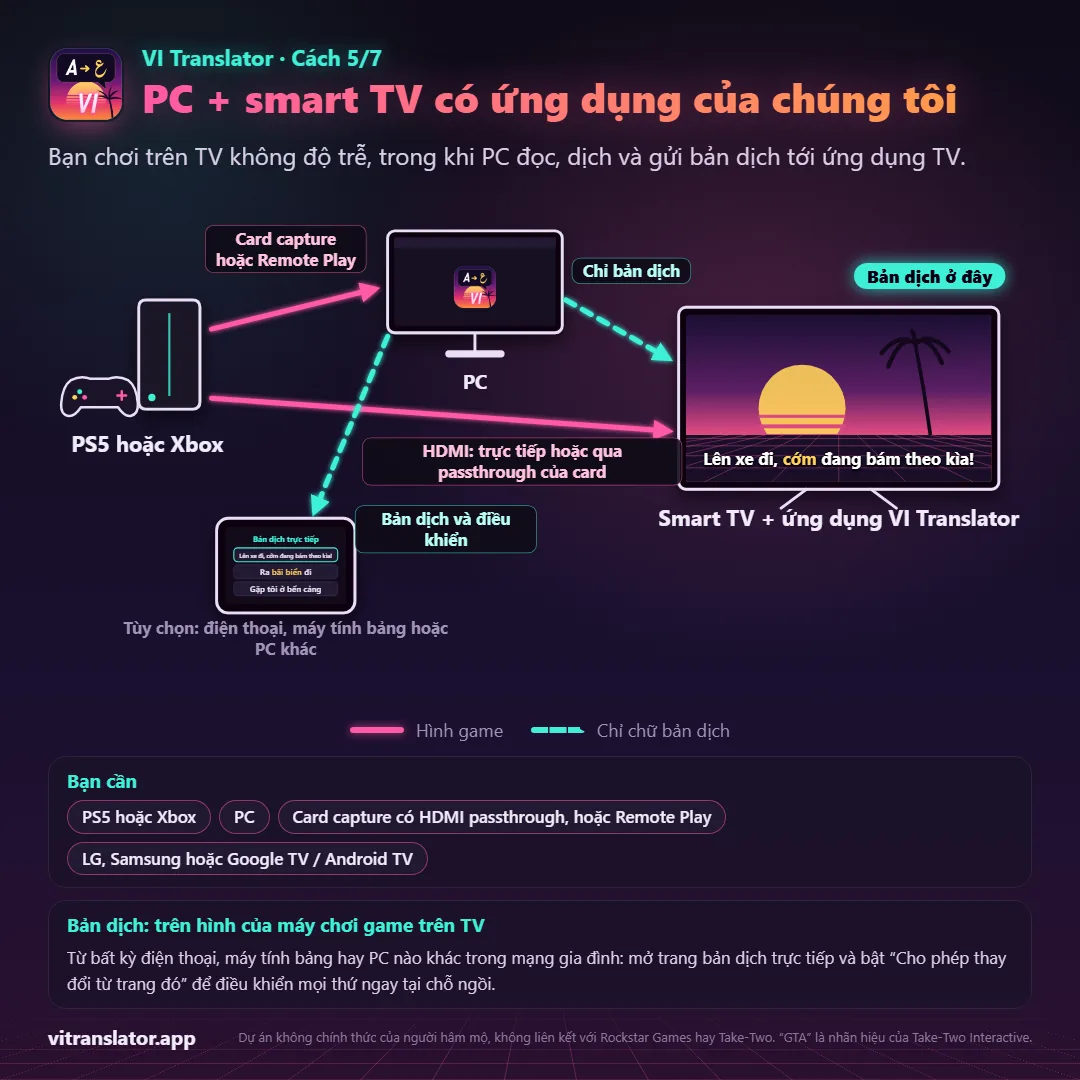 A→ع
VI
VI Translator · Cách 5/7
PC + smart TV có ứng dụng của chúng tôi
Bạn chơi trên TV không độ trễ, trong khi PC đọc, dịch và gửi bản dịch tới ứng dụng TV.
Card capture
hoặc Remote Play
A→ع
VI
Chỉ bản dịch
Bản dịch ở đây
PC
PS5 hoặc Xbox
HDMI: trực tiếp hoặc qua
passthrough của card
Lên xe đi, cớm đang bám theo kìa!
Smart TV + ứng dụng VI Translator
Bản dịch và điều
khiển
Bản dịch trực tiếp
Lên xe đi, cớm đang bám theo kìa!
Ra bãi biển đi
Gặp tôi ở bến cảng
Tùy chọn: điện thoại, máy tính bảng hoặc
PC khác
Hình game
Chỉ chữ bản dịch
Bạn cần
PS5 hoặc Xbox
PC
Card capture có HDMI passthrough, hoặc Remote Play
LG, Samsung hoặc Google TV / Android TV
Bản dịch: trên hình của máy chơi game trên TV
Từ bất kỳ điện thoại, máy tính bảng hay PC nào khác trong mạng gia đình: mở trang bản dịch trực tiếp và bật “Cho phép thay
đổi từ trang đó” để điều khiển mọi thứ ngay tại chỗ ngồi.
vitranslator.app
Dự án không chính thức của người hâm mộ, không liên kết với Rockstar Games hay Take-Two. “GTA” là nhãn hiệu của Take-Two Interactive.